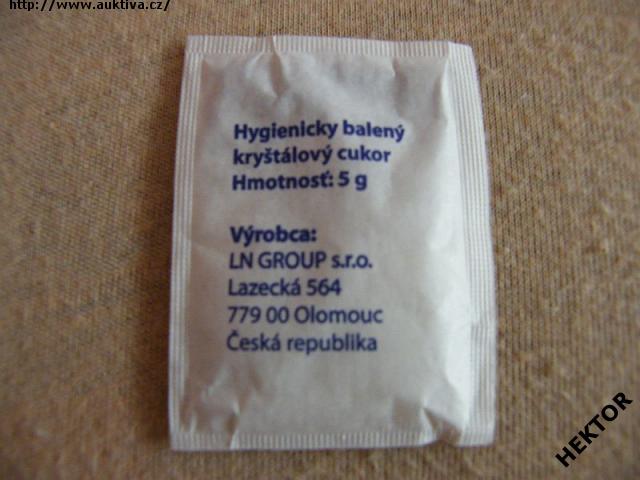 http://www.auktiva.cz/
Hygienicky balený
kryštálový cukor
Hmotnosť: 5 g
Výrobca:
LN GROUP s.r.o.
Lazecká 564
779 00 Olomouc
Česká republika
HEKTOR